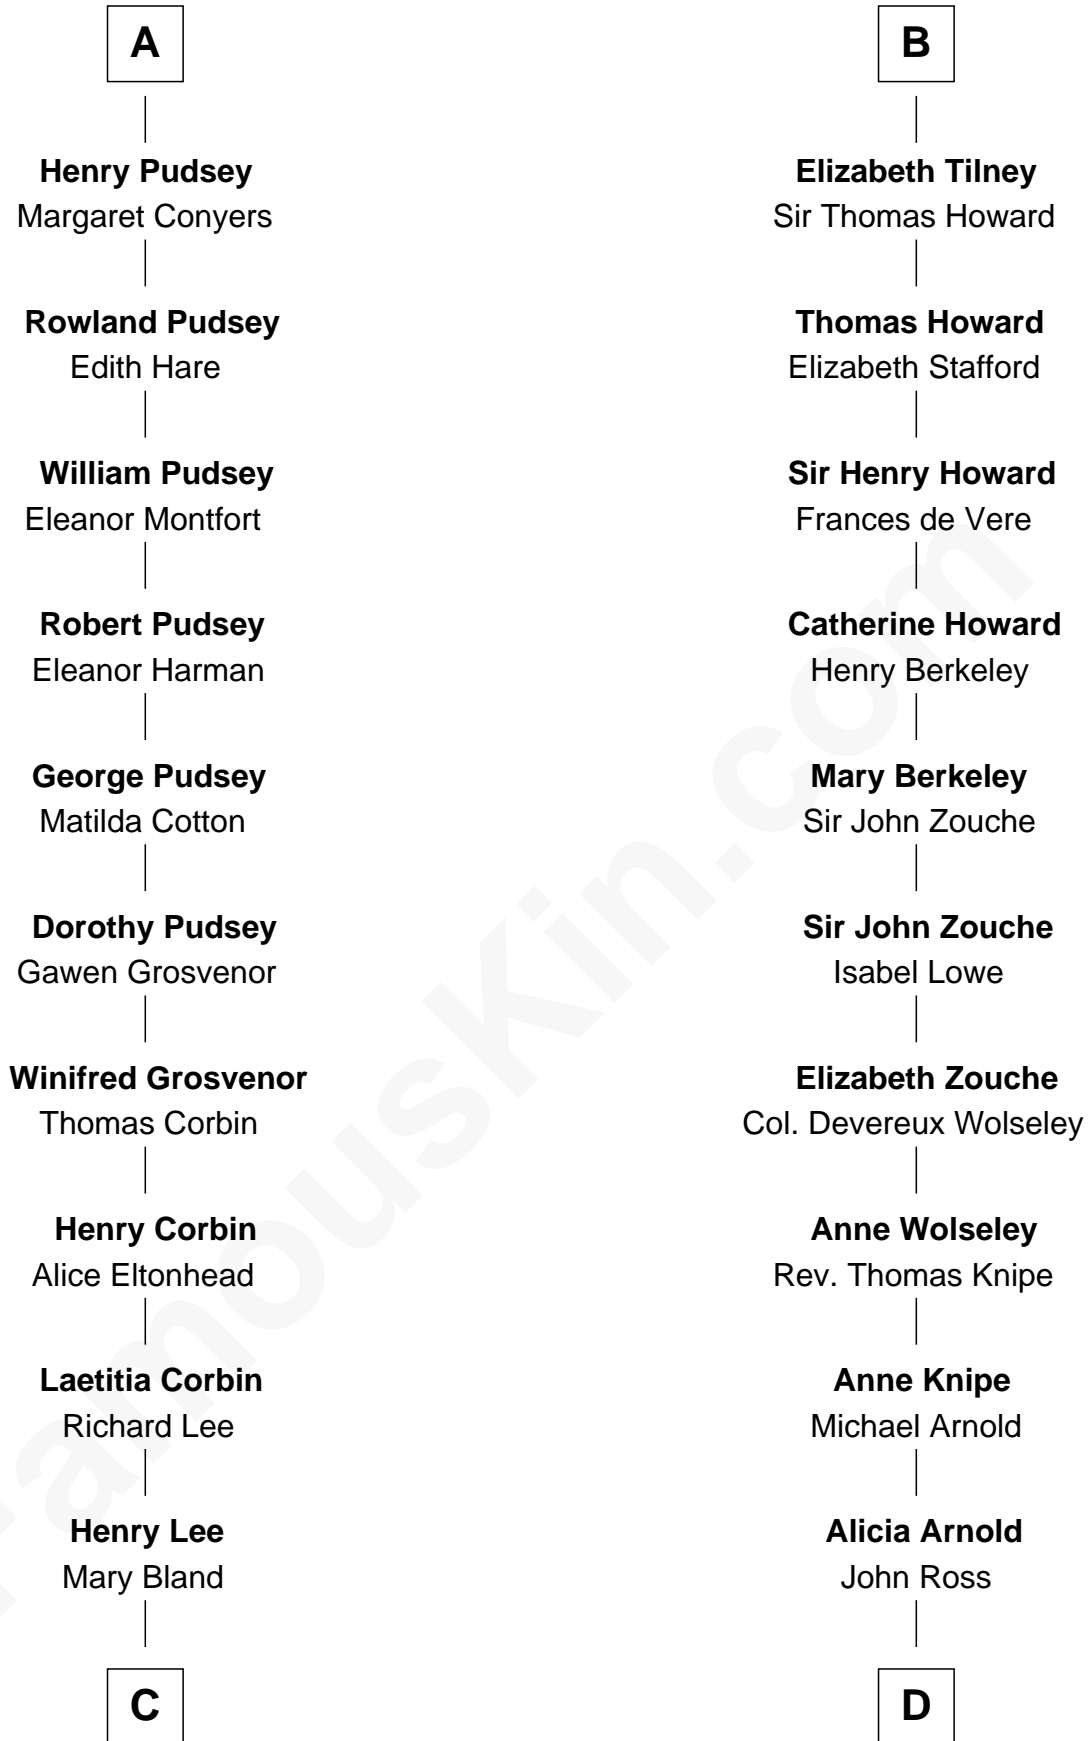 A
Henry Pudsey
Margaret Conyers
Rowland Pudsey
Edith Hare
William Pudsey
Eleanor Montfort
Robert Pudsey
Eleanor Harman
George Pudsey
Matilda Cotton
Dorothy Pudsey
Gawen Grosvenor
Winifred Grosvenor
Thomas Corbin
Henry Corbin
Alice Eltonhead
Laetitia Corbin
Richard Lee
Henry Lee
Mary Bland
C
B
Elizabeth Tilney
Sir Thomas Howard
Thomas Howard
Elizabeth Stafford
Sir Henry Howard
Frances de Vere
Catherine Howard
Henry Berkeley
Mary Berkeley
Sir John Zouche
Sir John Zouche
Isabel Lowe
Elizabeth Zouche
Col. Devereux Wolseley
Anne Wolseley
Rev. Thomas Knipe
Anne Knipe
Michael Arnold
Alicia Arnold
John Ross
D
FamousKin.com